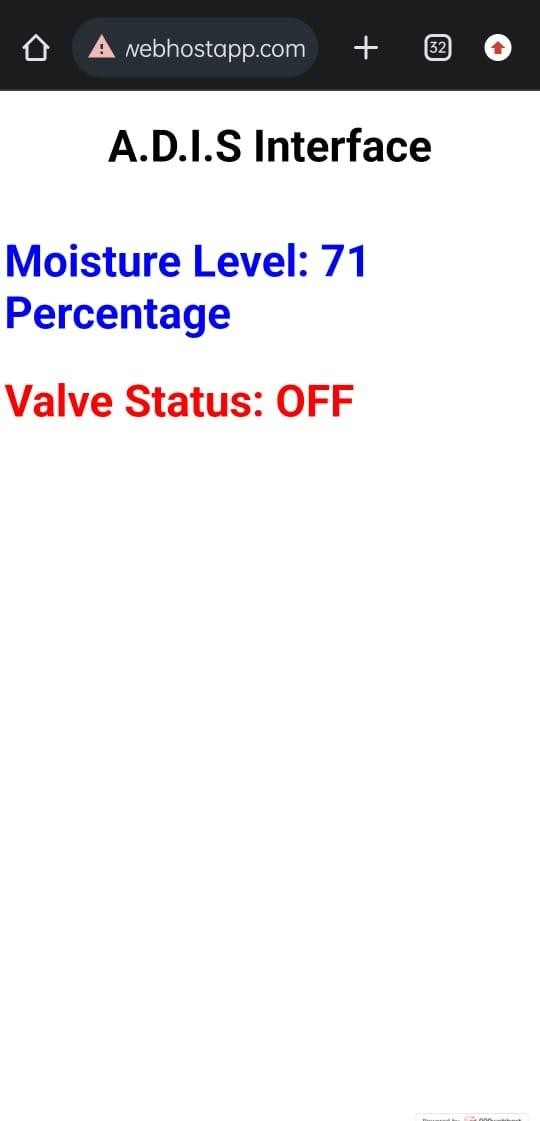 webhostapp.com
32
A.D.I.S Interface
Moisture Level: 71
Percentage
Valve Status: OFF